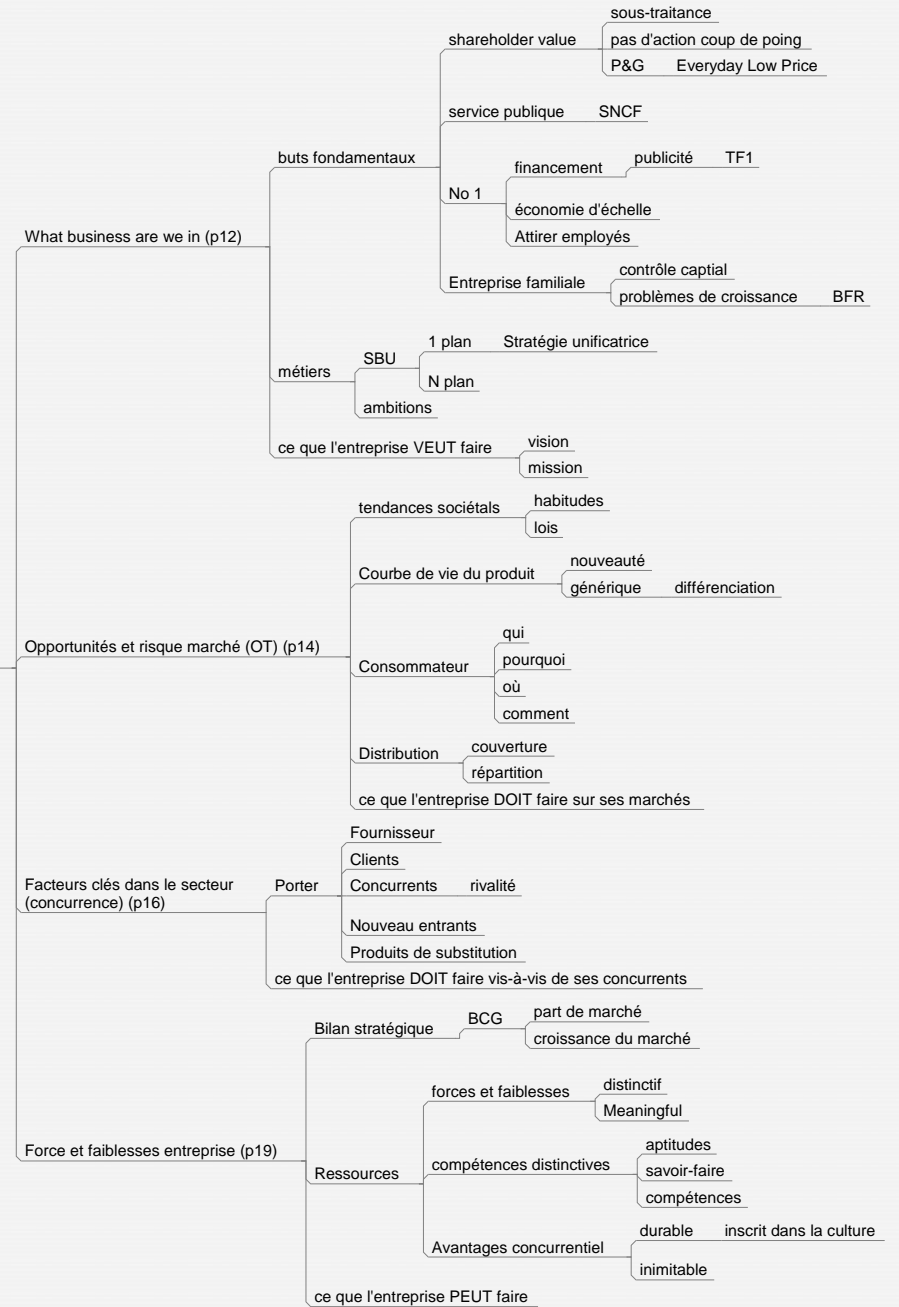 sous-traitance
shareholder value
pas d'action coup de poing
P&G
Everyday Low Price
service publique
SNCF
buts fondamentaux
financement
publicité
TF1
No 1
économie d'échelle
Attirer employés
What business are we in (p12)
Entreprise familiale
contrôle captial
problèmes de croissance
BFR
métiers
SBU
1 plan
Stratégie unificatrice
N plan
ambitions
ce que l'entreprise VEUT faire
vision
mission
tendances sociétals
habitudes
lois
Courbe de vie du produit
nouveauté
générique
différenciation
Opportunités et risque marché (OT) (p14)
Consommateur
qui
pourquoi
où
comment
Distribution
couverture
répartition
ce que l'entreprise DOIT faire sur ses marchés
Facteurs clés dans le secteur
(concurrence) (p16)
Porter
Fournisseur
Clients
Concurrents
rivalité
Nouveau entrants
Produits de substitution
ce que l'entreprise DOIT faire vis-à-vis de ses concurrents
Force et faiblesses entreprise (p19)
Bilan stratégique
BCG
part de marché
croissance du marché
Ressources
forces et faiblesses
distinctif
Meaningful
compétences distinctives
aptitudes
savoir-faire
compétences
Avantages concurrentiel
durable
inscrit dans la culture
inimitable
ce que l'entreprise PEUT faire